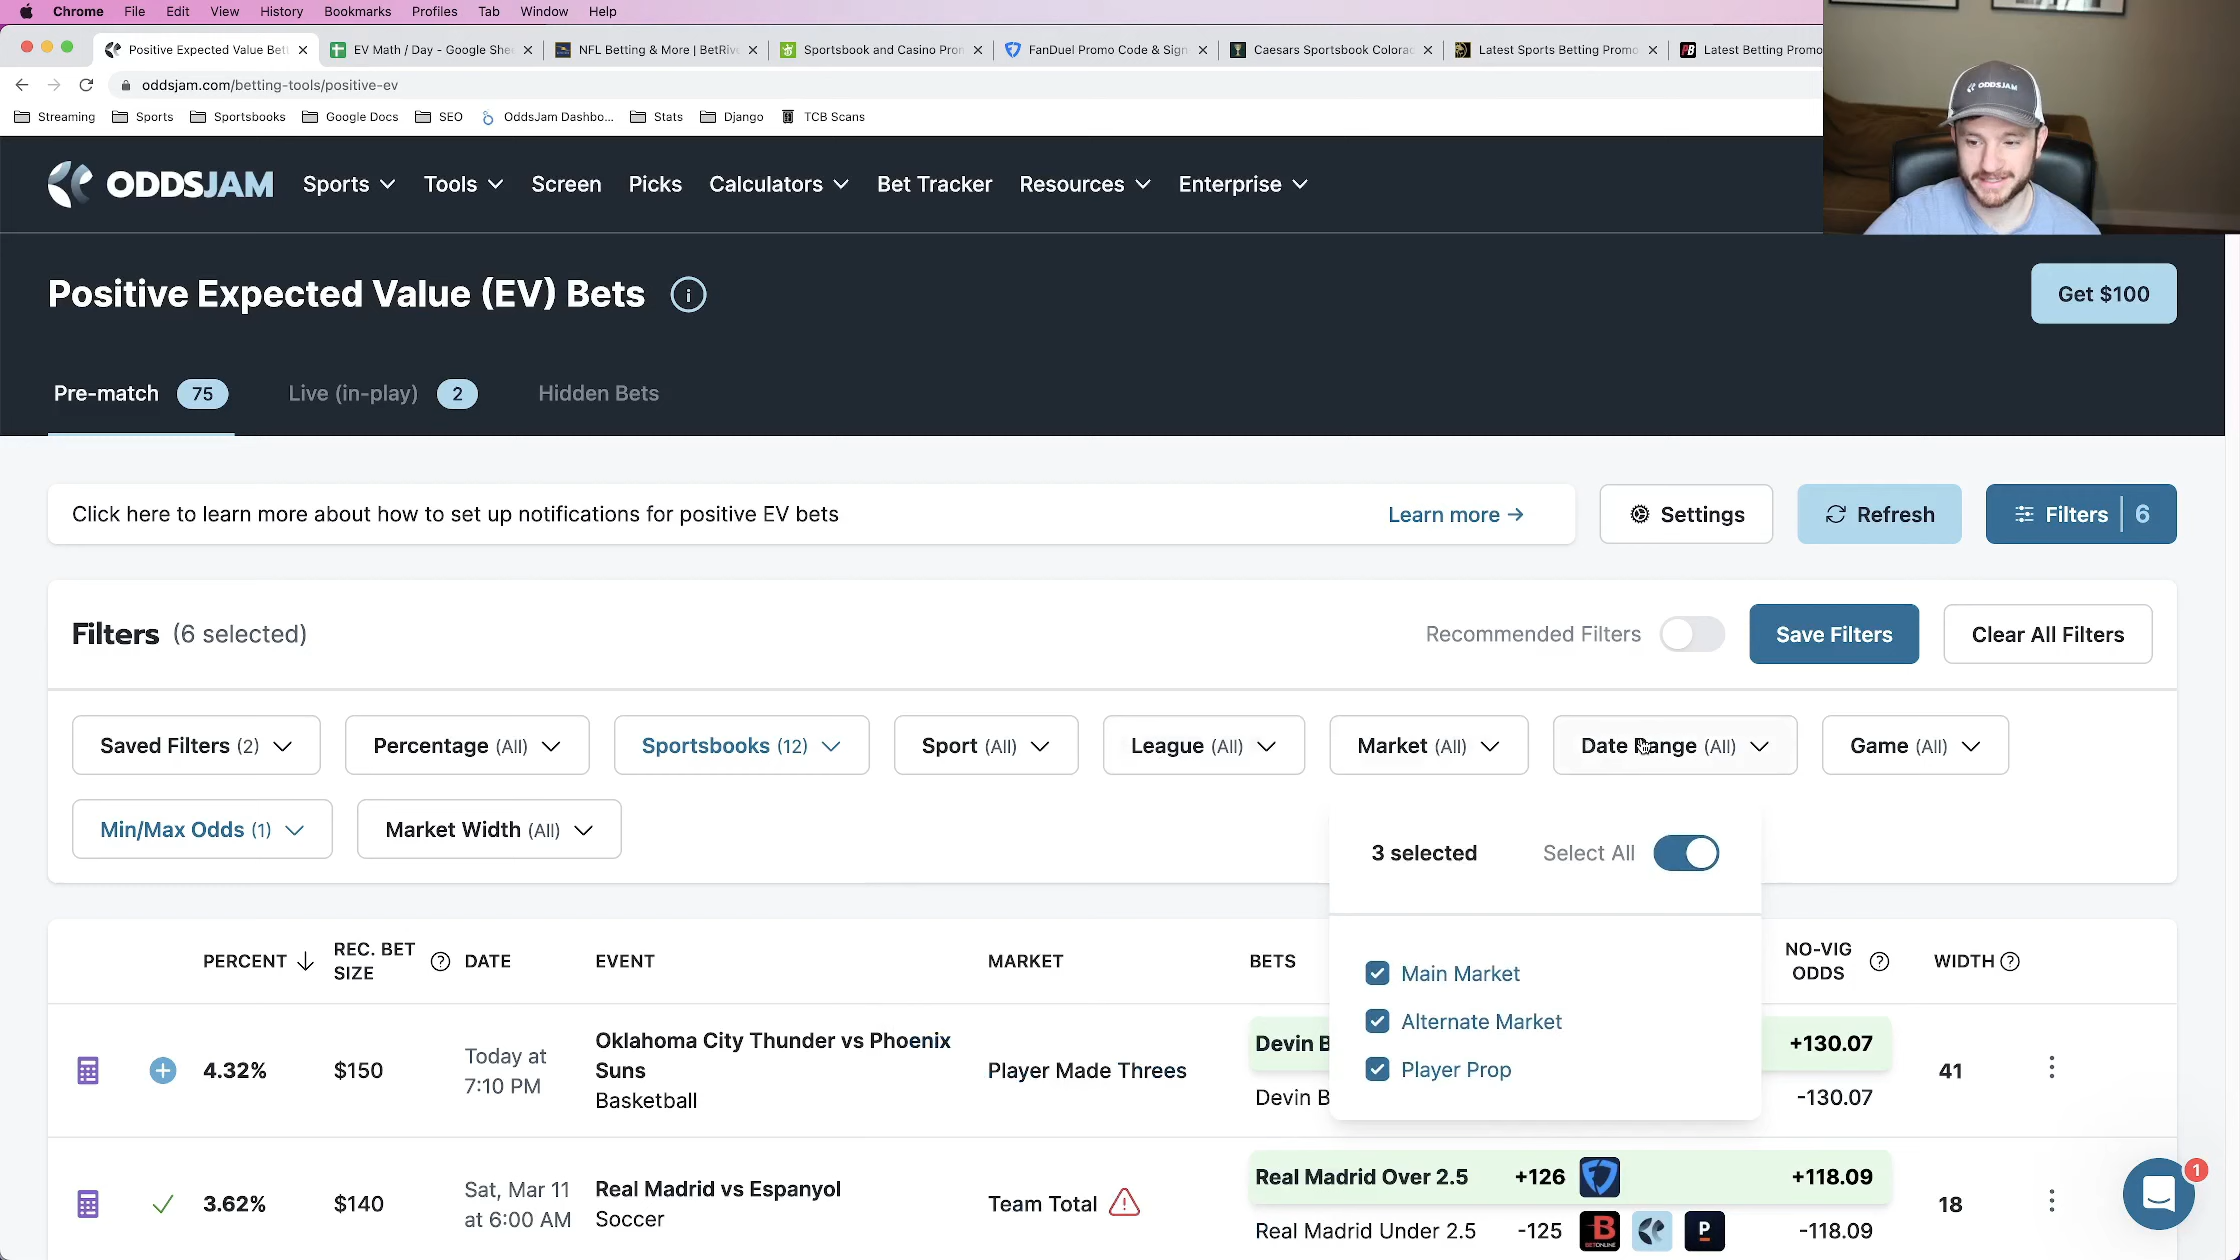 Chrome File Edit View History Bookmarks Profiles Tab Window Help
Positive Expected Value Bett
EV Math / Day - Google She
NFL Betting & More | BetRive
Sportsbook and Casino Prom
FanDuel Promo Code & Sign
Caesars Sportsbook Colorad
Latest Sports Betting Promo
PB Latest Betting Promo
oddsjam.com/betting-tools/positive-ev
Streaming Sports Sportsbooks Google Docs SEO OddsJam Dashbo... Stats Django TCB Scans
ODDSJAM
ODDSJAM Sports Tools Screen Picks Calculators Bet Tracker Resources Enterprise
Positive Expected Value (EV) Bets i
Get $100
Pre-match 75 Live (in-play) 2 Hidden Bets
Click here to learn more about how to set up notifications for positive EV bets Learn more → Settings Refresh Filters 6
Filters (6 selected) Recommended Filters Save Filters Clear All Filters
Saved Filters (2) Percentage (All) Sportsbooks (12) Sport (All) League (All) Market (All) Date Range (All) Game (All)
Min/Max Odds (1) Market Width (All)
3 selected Select All
Main Market
Alternate Market
Player Prop
PERCENT ↓ REC. BET SIZE ? DATE EVENT MARKET BETS NO-VIG ODDS ? WIDTH ?
4.32% $150 Today at 7:10 PM
Oklahoma City Thunder vs Phoenix Suns
Basketball
Player Made Threes
Devin B +130.07
Devin B -130.07
41
3.62% $140 Sat, Mar 11 at 6:00 AM
Real Madrid vs Espanyol
Soccer
Team Total
Real Madrid Over 2.5 +126 +118.09
Real Madrid Under 2.5 -125 B BETONLINE P -118.09
18
1